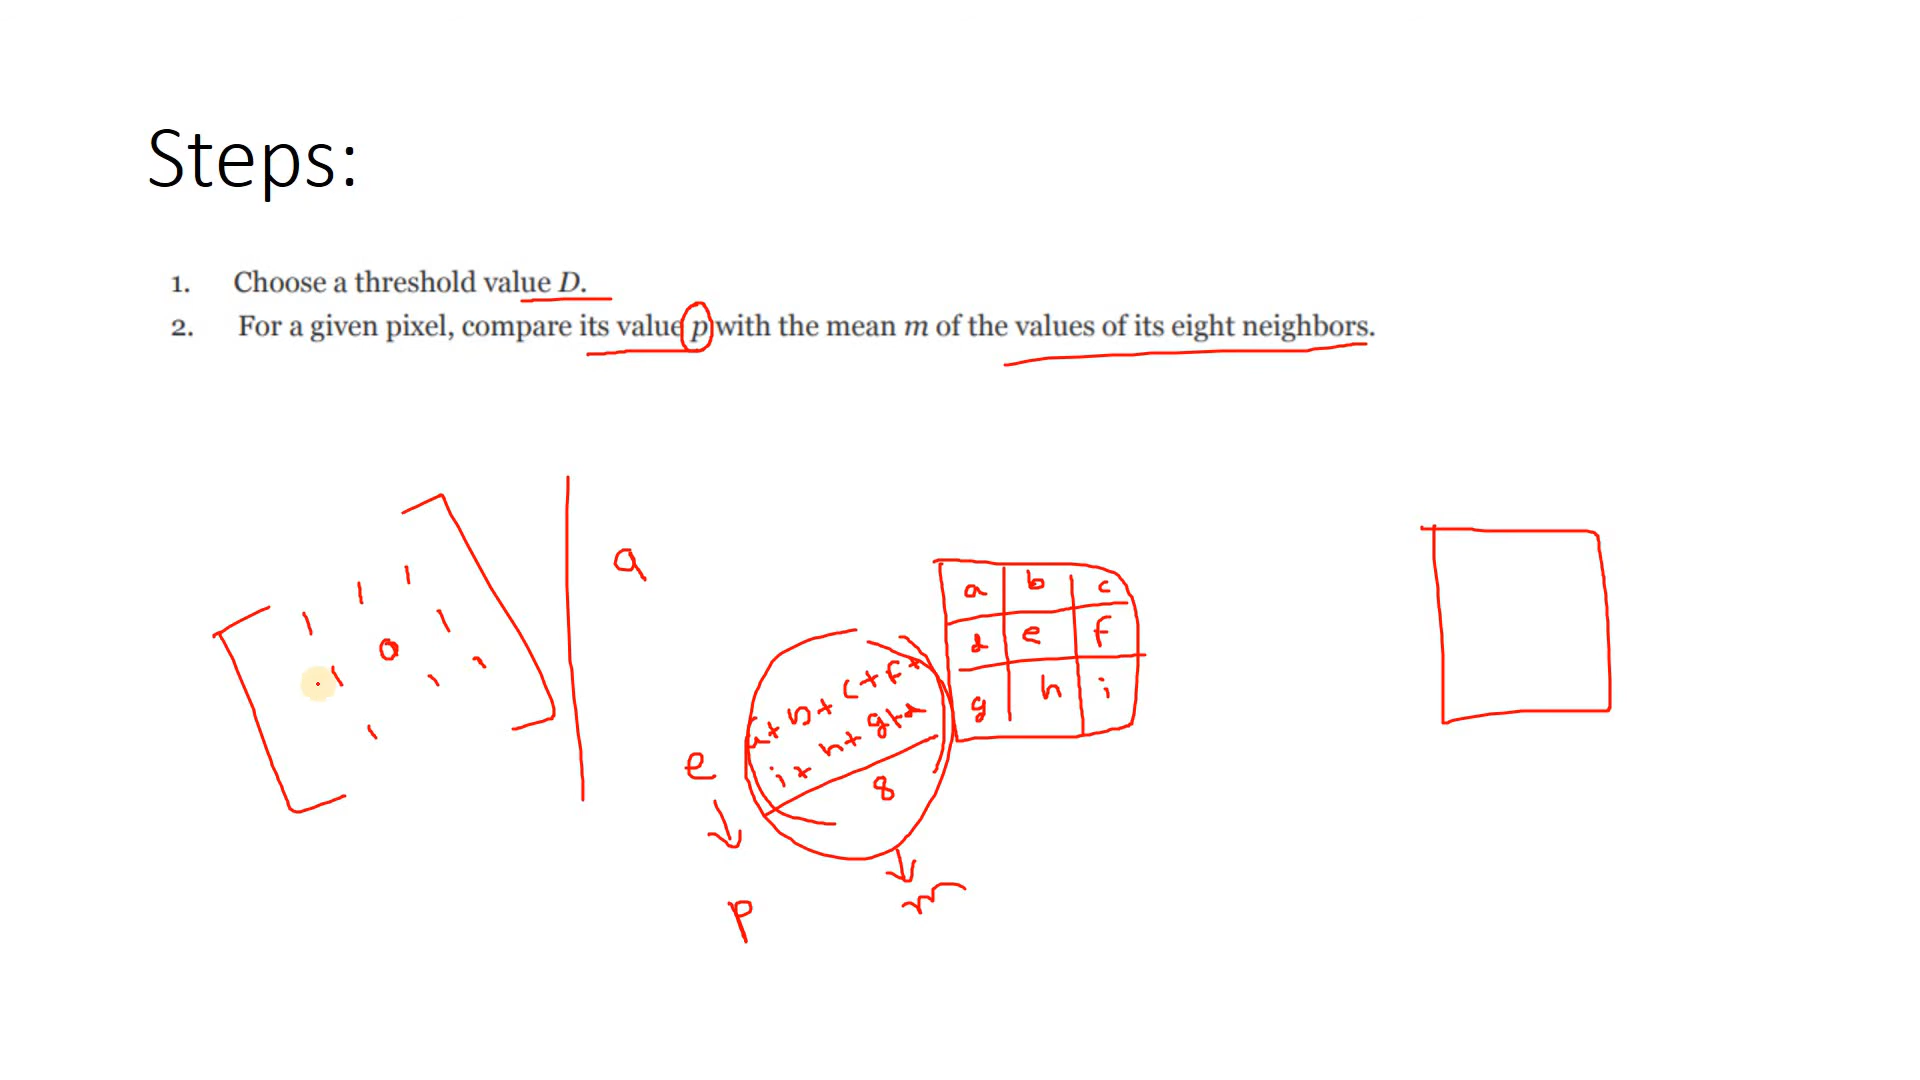 Steps:
1. Choose a threshold value D.
2. For a given pixel, compare its value p with the mean m of the values of its eight neighbors.
1 1 1
1 0 1
1 1 1
a
a b c
d e f
g h i
a+b+c+f+
i+h+g+d
8
e
p
m